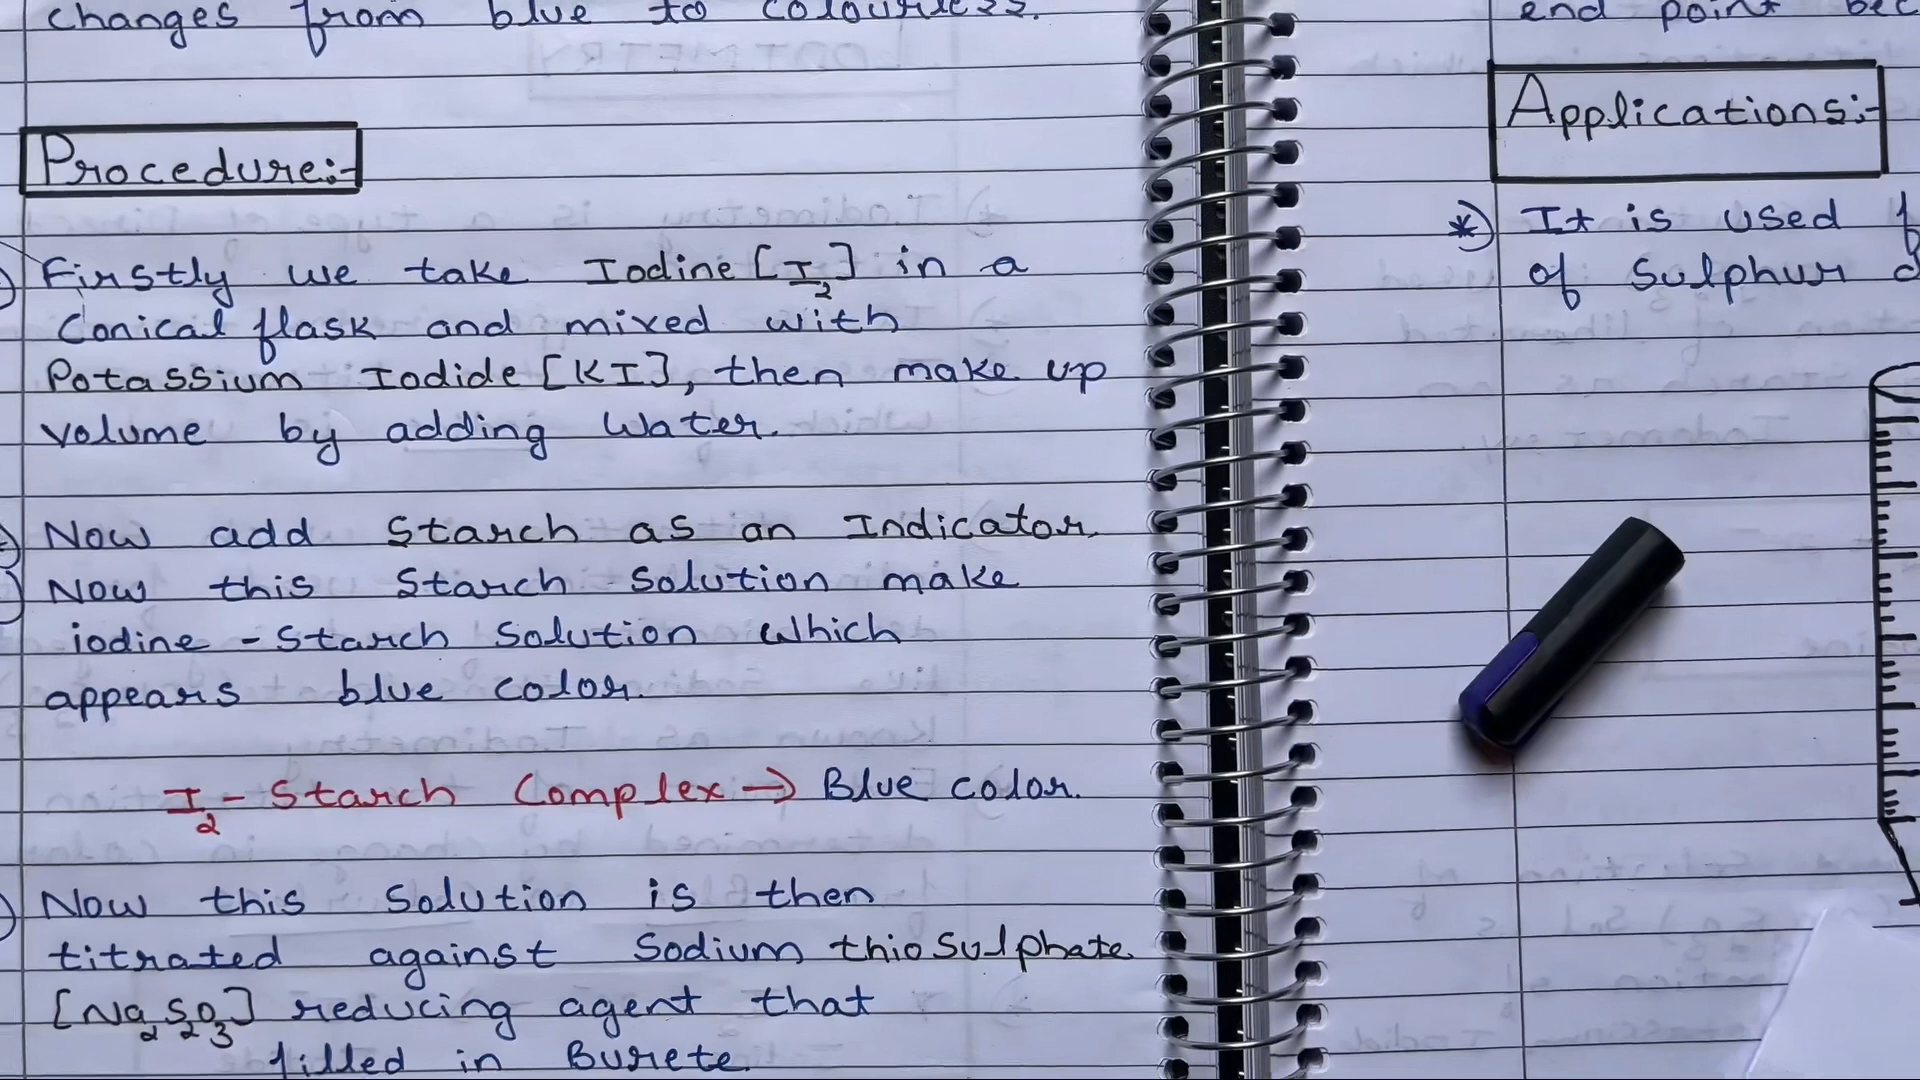 changes from blue to colourless.
Procedure:-
Firstly we take Iodine [I2] in a
Conical flask and mixed with
Potassium Iodide [KI], then make up
volume by adding water.
Now add Starch as an Indicator.
Now this Starch solution make
iodine - Starch Solution which
appears blue color.
I2 - Starch Complex → Blue color.
Now this Solution is then
titrated against Sodium thioSulphate
[Na2S2O3] reducing agent that
filled in Burete.
end point
Applications:-
*) It is used
of Sulphur